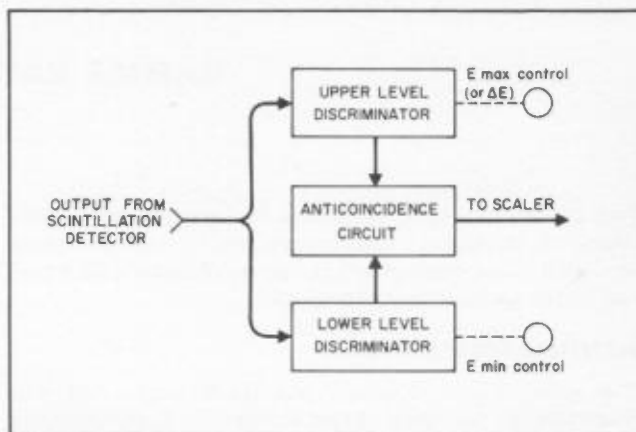 UPPER LEVEL
DISCRIMINATOR
E max control
(or ΔE)
OUTPUT FROM
SCINTILLATION
DETECTOR
ANTICOINCIDENCE
CIRCUIT
TO SCALER
LOWER LEVEL
DISCRIMINATOR
E min control